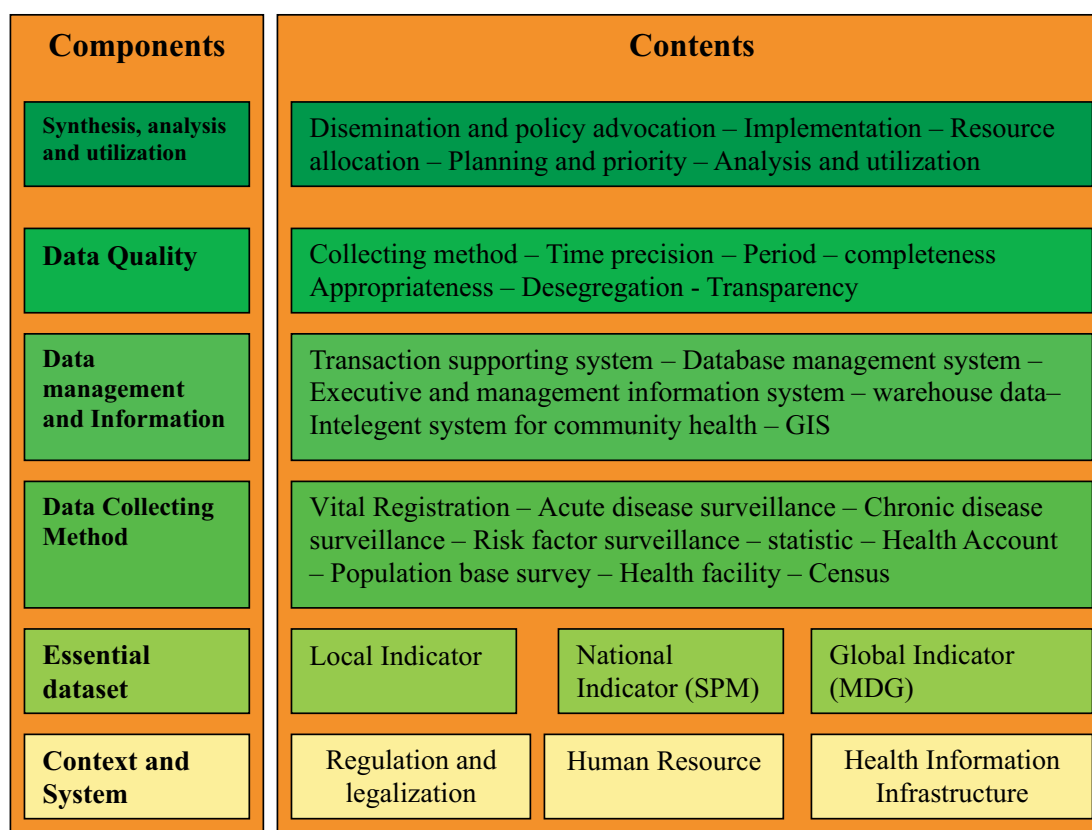 Components
Contents
Synthesis, analysis
and utilization
Disemination and policy advocation – Implementation – Resource
allocation – Planning and priority – Analysis and utilization
Data Quality
Collecting method – Time precision – Period – completeness
Appropriateness – Desegregation - Transparency
Data
management
and Information
Transaction supporting system – Database management system –
Executive and management information system – warehouse data–
Intelegent system for community health – GIS
Data Collecting
Method
Vital Registration – Acute disease surveillance – Chronic disease
surveillance – Risk factor surveillance – statistic – Health Account
– Population base survey – Health facility – Census
Essential
dataset
Local Indicator
National
Indicator (SPM)
Global Indicator
(MDG)
Context and
System
Regulation and
legalization
Human Resource
Health Information
Infrastructure